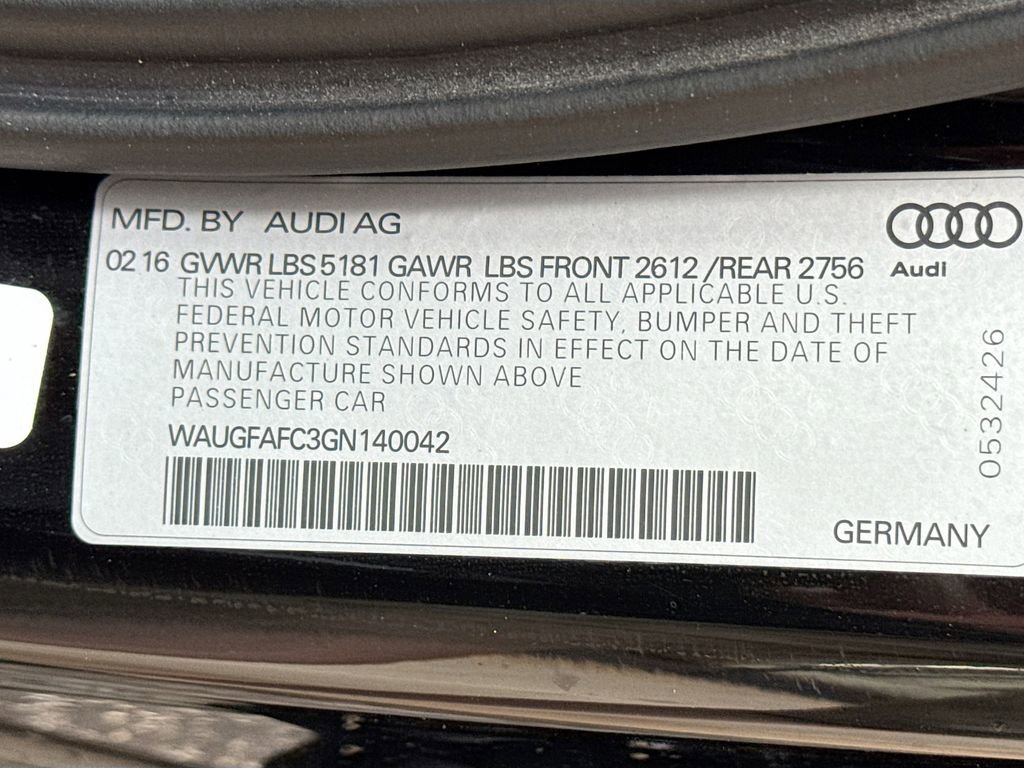 MFD. BY AUDI AG
02 16 GVWR LBS 5181 GAWR LBS FRONT 2612 /REAR 2756
Audi
THIS VEHICLE CONFORMS TO ALL APPLICABLE U.S.
FEDERAL MOTOR VEHICLE SAFETY, BUMPER AND THEFT
PREVENTION STANDARDS IN EFFECT ON THE DATE OF
MANUFACTURE SHOWN ABOVE
PASSENGER CAR
WAUGFAFC3GN140042
0532426
GERMANY